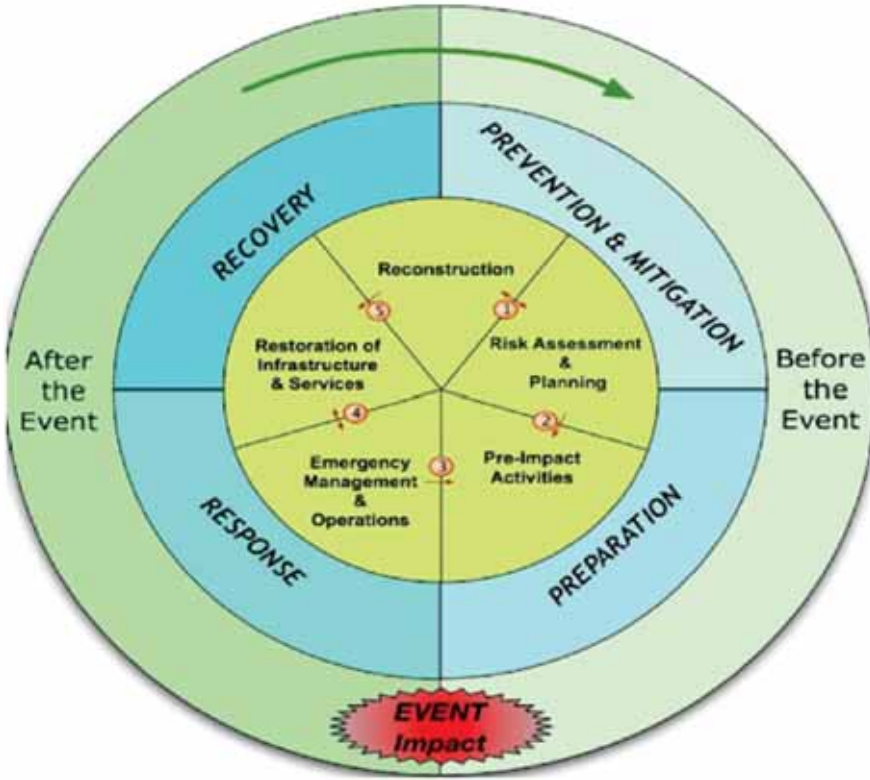 PREVENTION & MITIGATION
RECOVERY
Reconstruction
5
1
Restoration of
Infrastructure
& Services
Risk Assessment
&
Planning
After
the
Event
Before
the
Event
4
2
3
Emergency
Management
&
Operations
Pre-Impact
Activities
RESPONSE
PREPARATION
EVENT
Impact